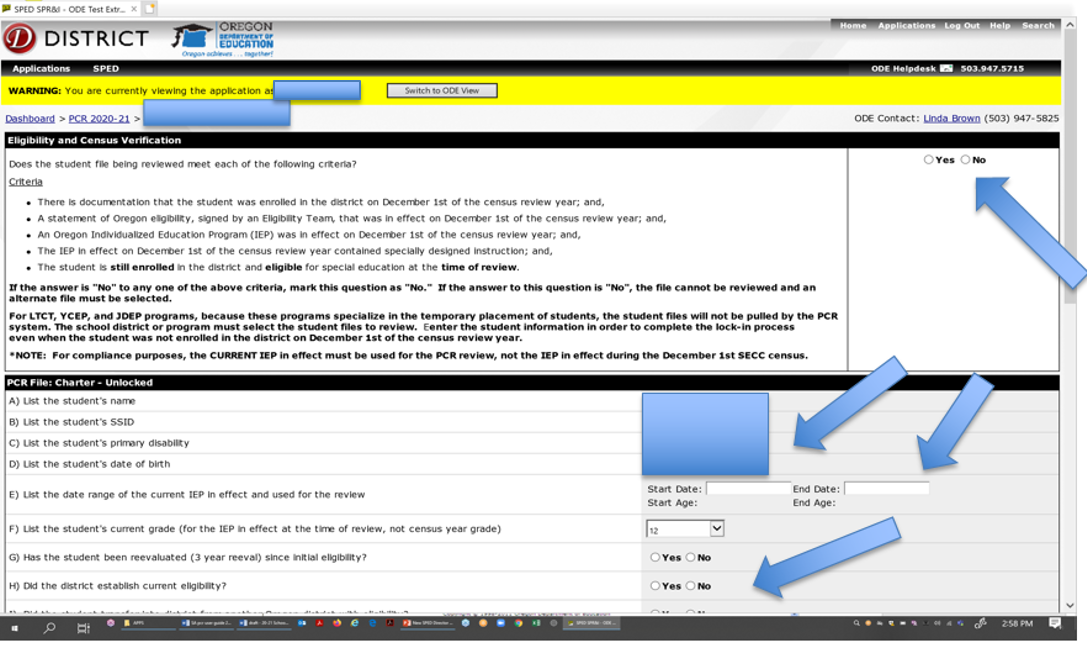 SPED SPR&I - ODE Test Extr...
Home Applications Log Out Help Search
DISTRICT
OREGON
DEPARTMENT OF
EDUCATION
Oregon achieves . . . together!
Applications SPED
ODE Helpdesk 503.947.5715
WARNING: You are currently viewing the application as
Switch to ODE View
Dashboard > PCR 2020-21 >
ODE Contact: Linda Brown (503) 947-5825
Eligibility and Census Verification
Does the student file being reviewed meet each of the following criteria?
Yes No
Criteria
• There is documentation that the student was enrolled in the district on December 1st of the census review year; and,
• A statement of Oregon eligibility, signed by an Eligibility Team, that was in effect on December 1st of the census review year; and,
• An Oregon Individualized Education Program (IEP) was in effect on December 1st of the census review year; and,
• The IEP in effect on December 1st of the census review year contained specially designed instruction; and,
• The student is still enrolled in the district and eligible for special education at the time of review.
If the answer is "No" to any one of the above criteria, mark this question as "No." If the answer to this question is "No", the file cannot be reviewed and an
alternate file must be selected.
For LTCT, YCEP, and JDEP programs, because these programs specialize in the temporary placement of students, the student files will not be pulled by the PCR
system. The school district or program must select the student files to review. Eenter the student information in order to complete the lock-in process
even when the student was not enrolled in the district on December 1st of the census review year.
*NOTE: For compliance purposes, the CURRENT IEP in effect must be used for the PCR review, not the IEP in effect during the December 1st SECC census.
PCR File: Charter - Unlocked
A) List the student's name
B) List the student's SSID
C) List the student's primary disability
D) List the student's date of birth
E) List the date range of the current IEP in effect and used for the review
Start Date: End Date:
Start Age: End Age:
F) List the student's current grade (for the IEP in effect at the time of review, not census year grade)
12
G) Has the student been reevaluated (3 year reeval) since initial eligibility?
Yes No
H) Did the district establish current eligibility?
Yes No
2:58 PM